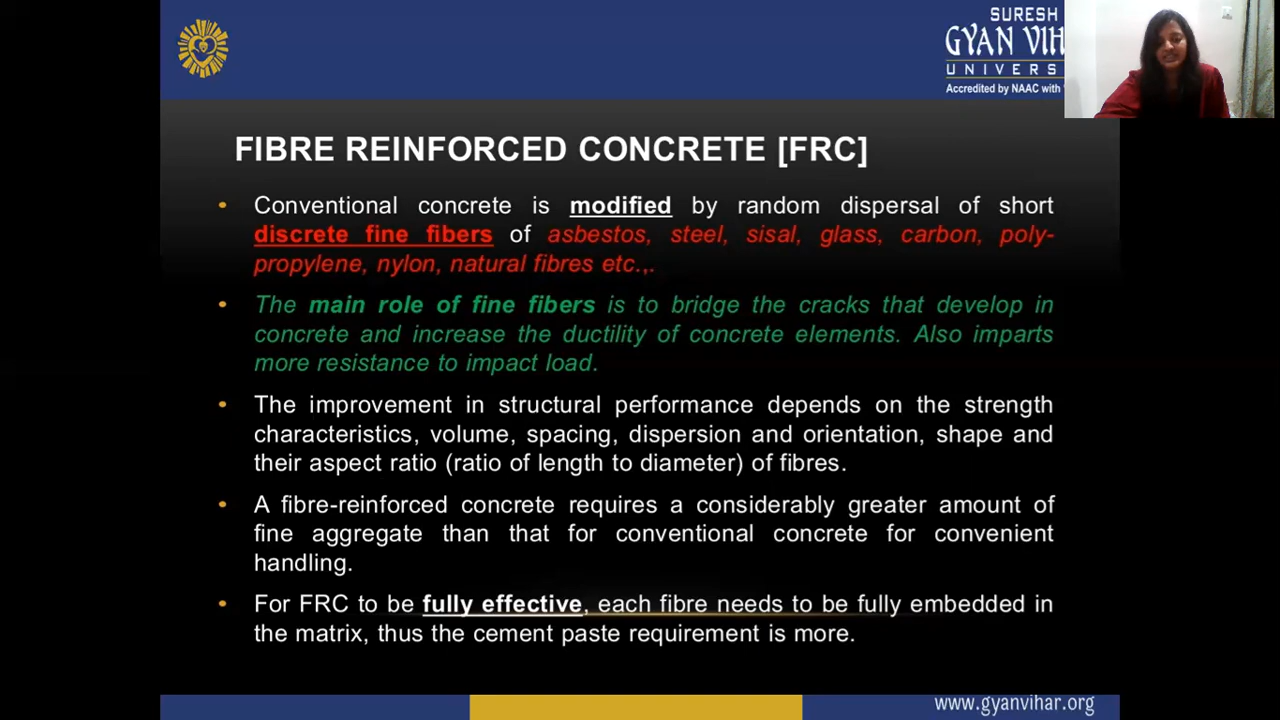 SURESH
GYAN VIH
UNIVERS
Accredited by NAAC with
FIBRE REINFORCED CONCRETE [FRC]
• Conventional concrete is modified by random dispersal of short
discrete fine fibers of asbestos, steel, sisal, glass, carbon, poly-
propylene, nylon, natural fibres etc.,.
• The main role of fine fibers is to bridge the cracks that develop in
concrete and increase the ductility of concrete elements. Also imparts
more resistance to impact load.
• The improvement in structural performance depends on the strength
characteristics, volume, spacing, dispersion and orientation, shape and
their aspect ratio (ratio of length to diameter) of fibres.
• A fibre-reinforced concrete requires a considerably greater amount of
fine aggregate than that for conventional concrete for convenient
handling.
• For FRC to be fully effective, each fibre needs to be fully embedded in
the matrix, thus the cement paste requirement is more.
www.gyanvihar.org